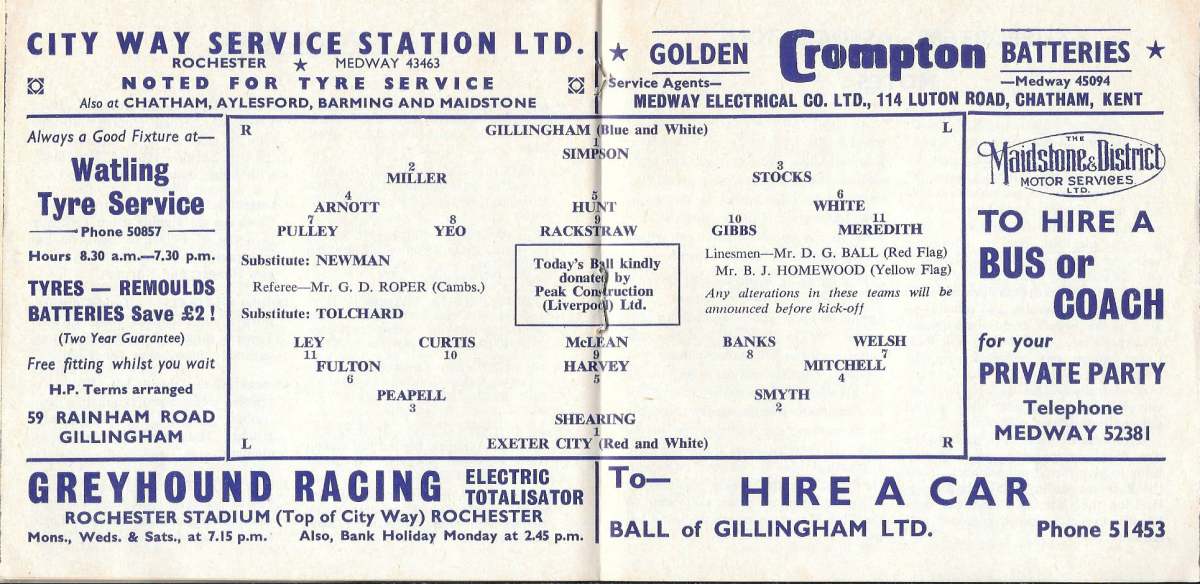 CITY WAY SERVICE STATION LTD.
ROCHESTER ★ MEDWAY 43463
NOTED FOR TYRE SERVICE
Also at CHATHAM, AYLESFORD, BARMING AND MAIDSTONE
★ GOLDEN Crompton BATTERIES ★
Service Agents— —Medway 45094
MEDWAY ELECTRICAL CO. LTD., 114 LUTON ROAD, CHATHAM, KENT
Always a Good Fixture at—
Watling
Tyre Service
Phone 50857
Hours 8.30 a.m.—7.30 p.m.
TYRES — REMOULDS
BATTERIES Save £2!
(Two Year Guarantee)
Free fitting whilst you wait
H.P. Terms arranged
59 RAINHAM ROAD
GILLINGHAM
R GILLINGHAM (Blue and White) L
1
SIMPSON
2 3
MILLER STOCKS
4 5 6
ARNOTT HUNT WHITE
7 8 9 10 11
PULLEY YEO RACKSTRAW GIBBS MEREDITH
Substitute: NEWMAN
Referee—Mr. G. D. ROPER (Cambs.)
Substitute: TOLCHARD
Today's Ball kindly
donated by
Peak Construction
(Liverpool) Ltd.
Linesmen—Mr. D. G. BALL (Red Flag)
Mr. B. J. HOMEWOOD (Yellow Flag)
Any alterations in these teams will be
announced before kick-off
LEY CURTIS McLEAN BANKS WELSH
11 10 9 8 7
FULTON HARVEY MITCHELL
6 5 4
PEAPELL SMYTH
3 2
SHEARING
1
L EXETER CITY (Red and White) R
THE
Maidstone & District
MOTOR SERVICES
LTD.
TO HIRE A
BUS or
COACH
for your
PRIVATE PARTY
Telephone
MEDWAY 52381
GREYHOUND RACING ELECTRIC
TOTALISATOR
ROCHESTER STADIUM (Top of City Way) ROCHESTER
Mons., Weds. & Sats., at 7.15 p.m. Also, Bank Holiday Monday at 2.45 p.m.
To—
HIRE A CAR
BALL of GILLINGHAM LTD. Phone 51453